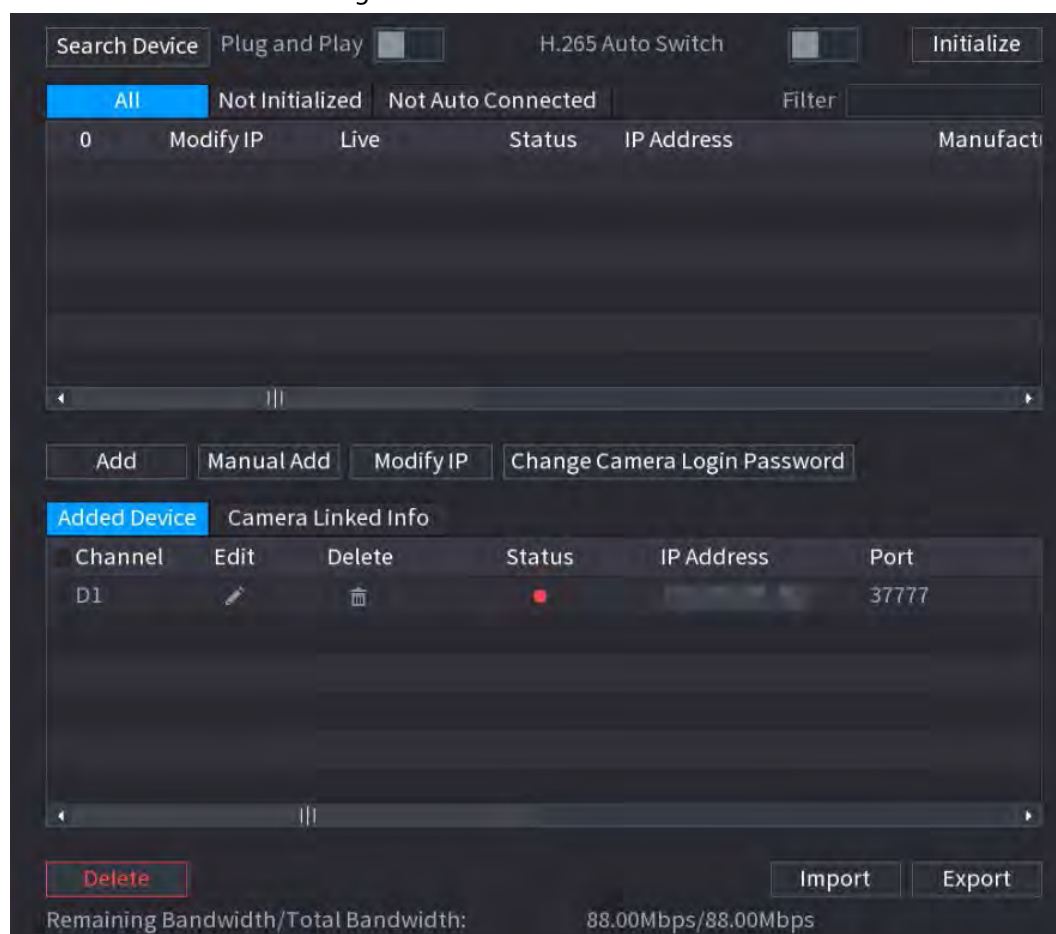 Search Device Plug and Play H.265 Auto Switch Initialize
All Not Initialized Not Auto Connected Filter
0 Modify IP Live Status IP Address Manufactu
Add Manual Add Modify IP Change Camera Login Password
Added Device Camera Linked Info
Channel Edit Delete Status IP Address Port
D1 37777
Delete Import Export
Remaining Bandwidth/Total Bandwidth: 88.00Mbps/88.00Mbps